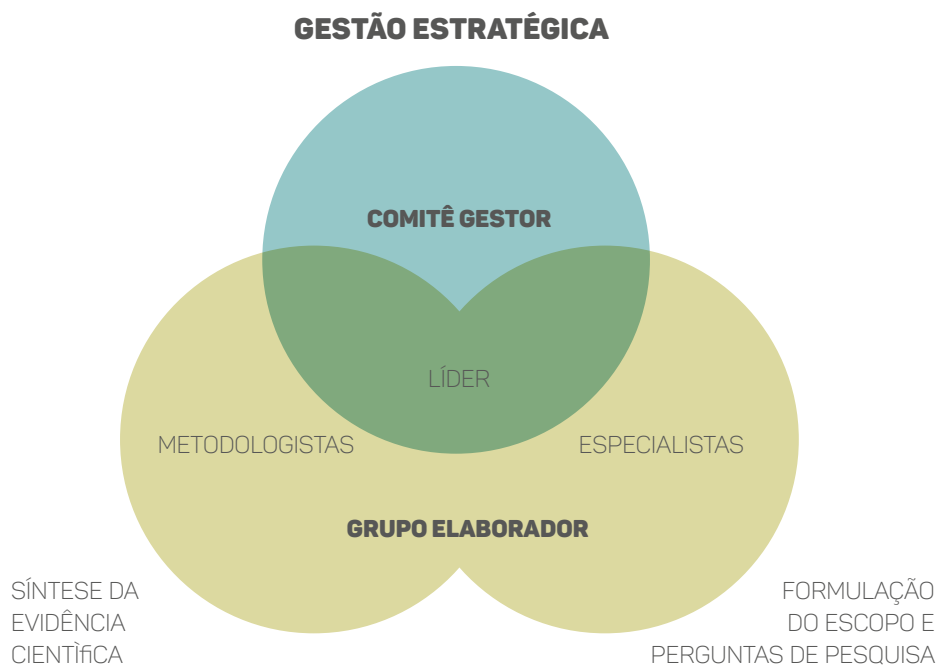 GESTÃO ESTRATÉGICA
COMITÊ GESTOR
LÍDER
METODOLOGISTAS
ESPECIALISTAS
GRUPO ELABORADOR
SÍNTESE DA
EVIDÊNCIA
CIENTÌfiCA
FORMULAÇÃO
DO ESCOPO E
PERGUNTAS DE PESQUISA